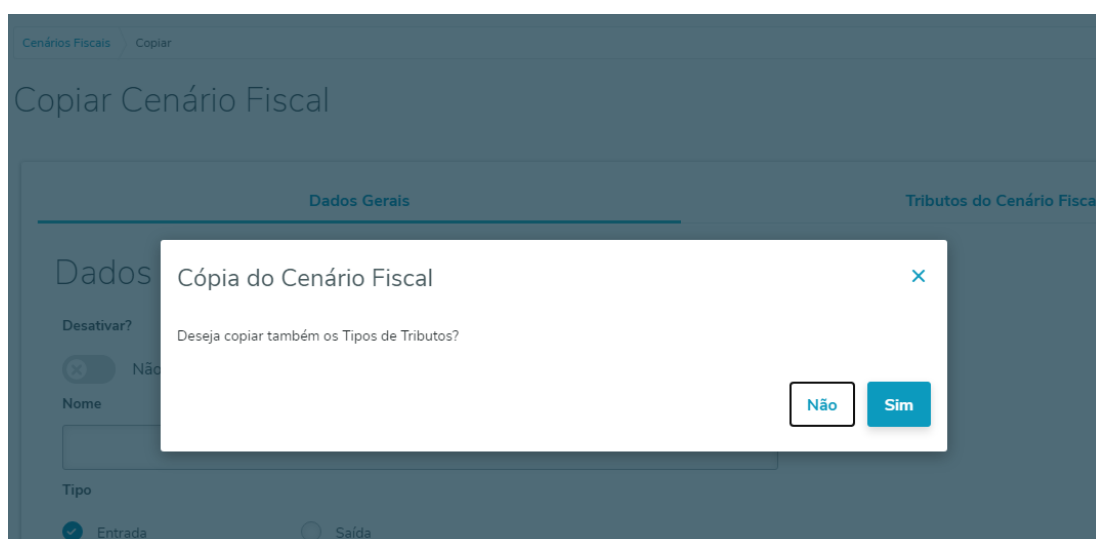 Cenários Fiscais Copiar
Copiar Cenário Fiscal
Dados Gerais Tributos do Cenário Fisca
Dados
Cópia do Cenário Fiscal
Desativar?
Deseja copiar também os Tipos de Tributos?
Não
Nome
Não Sim
Tipo
Entrada Saída